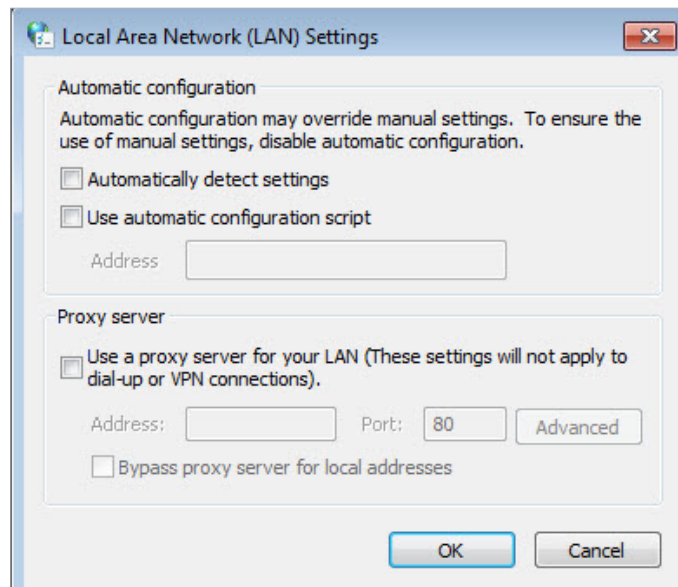 Local Area Network (LAN) Settings
Automatic configuration
Automatic configuration may override manual settings. To ensure the
use of manual settings, disable automatic configuration.
Automatically detect settings
Use automatic configuration script
Address
Proxy server
Use a proxy server for your LAN (These settings will not apply to
dial-up or VPN connections).
Address: Port: 80 Advanced
Bypass proxy server for local addresses
OK Cancel